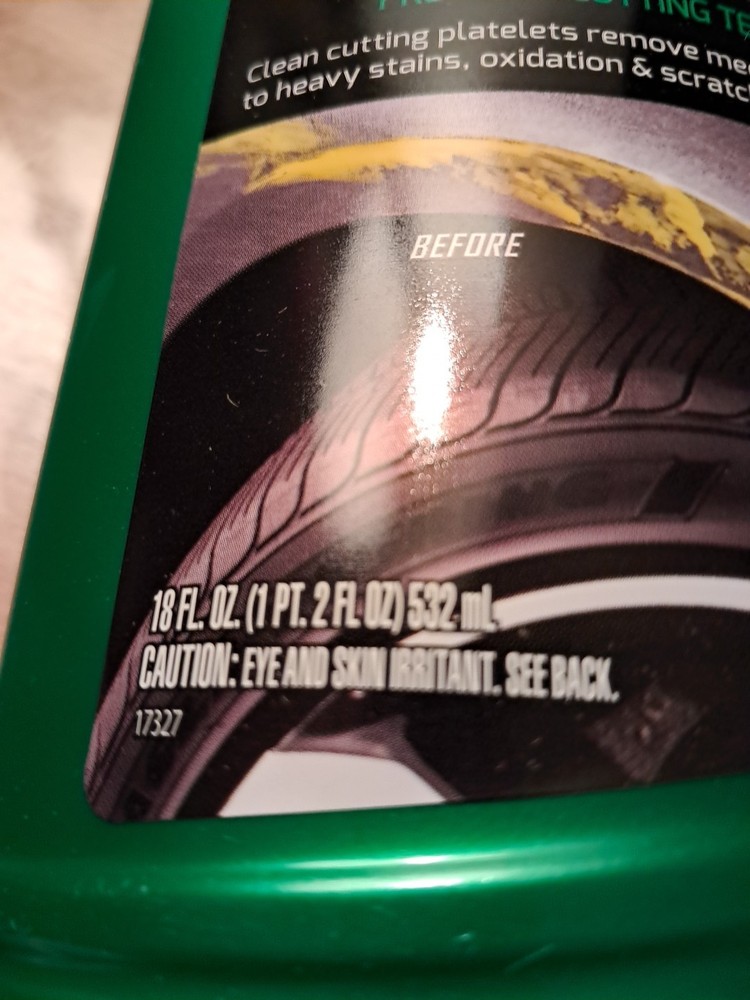 Clean cutting platelets remove
to heavy stains, oxidation &
BEFORE
18 FL. OZ. (1 PT. 2 FL OZ) 532 mL
CAUTION: EYE AND SKIN IRRITANT. SEE BACK.
17327